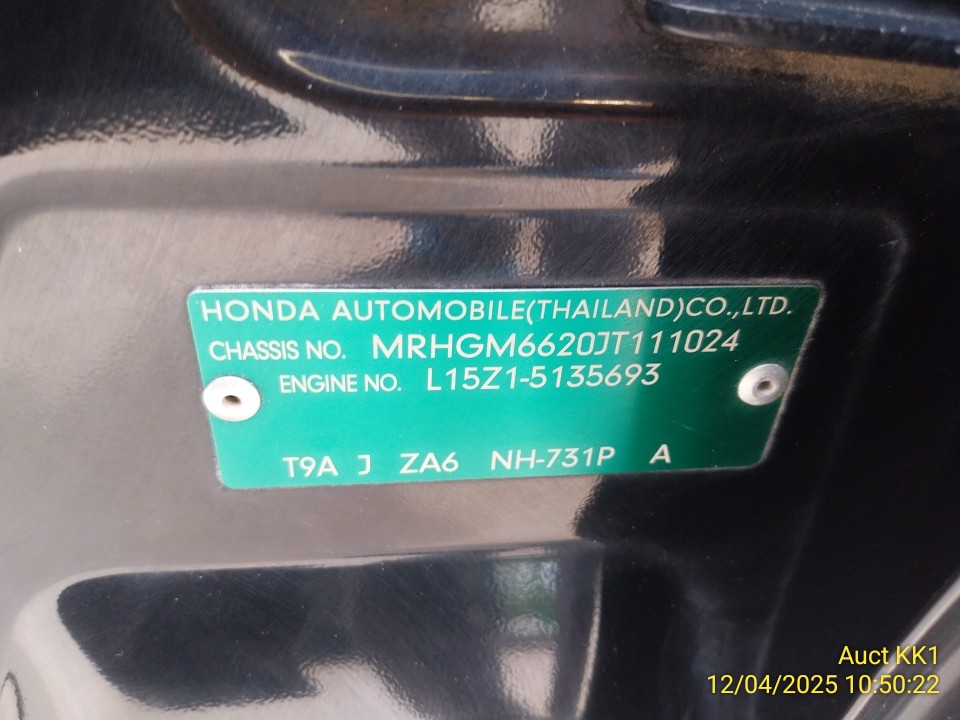 HONDA AUTOMOBILE(THAILAND)CO.,LTD.
CHASSIS NO. MRHGM6620JT111024
ENGINE NO. L15Z1-5135693
T9A J ZA6 NH-731P A
Auct KK1
12/04/2025 10:50:22